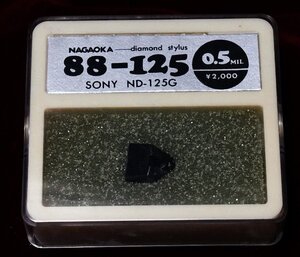 NAGAOKA diamond stylus
88-125
SONY ND-125G
0.5 MIL
¥2,000